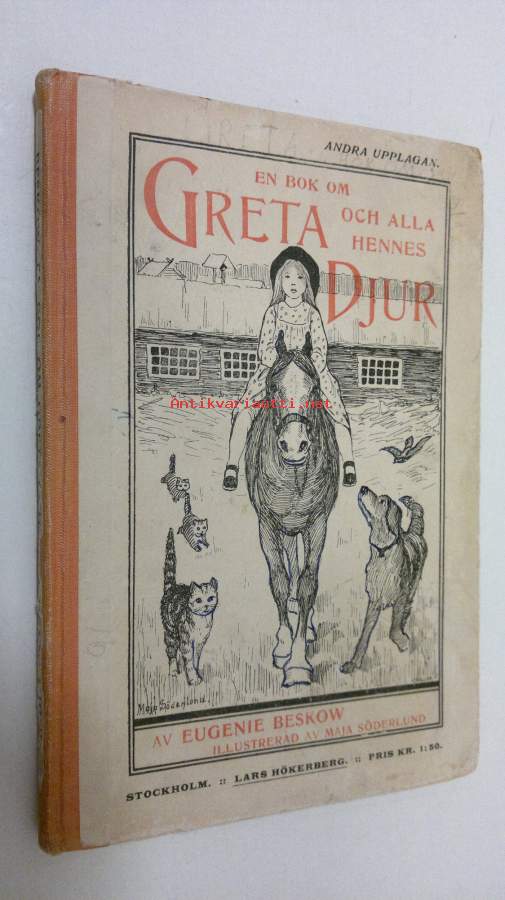 ANDRA UPPLAGAN.
EN BOK OM
GRETA OCH ALLA
HENNES
DJUR
Antikvariaatti.net
Maja Söderlund
AV EUGENIE BESKOW
ILLUSTRERAD AV MAJA SÖDERLUND
STOCKHOLM. :: LARS HÖKERBERG. :: PRIS KR. 1:50.